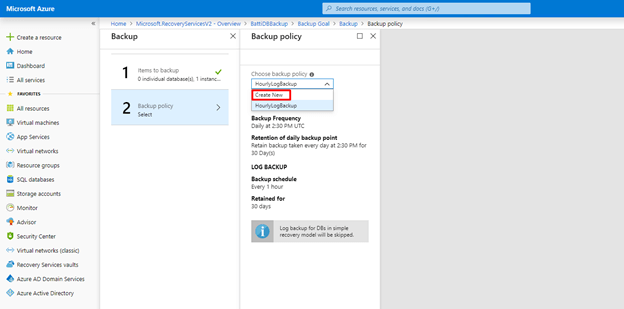 Microsoft Azure
Search resources, services, and docs (G+/)
Home > Microsoft.RecoveryServicesV2 - Overview > BattlDBBackup > Backup Goal > Backup > Backup policy
Create a resource
Home
Dashboard
All services
FAVORITES
All resources
Virtual machines
App Services
Virtual networks
Resource groups
SQL databases
Storage accounts
Monitor
Advisor
Security Center
Virtual networks (classic)
Recovery Services vaults
Azure AD Domain Services
Azure Active Directory
Backup
1
Items to backup
0 individual database(s), 1 instanc...
2
Backup policy
Select
Backup policy
Choose backup policy
HourlyLogBackup
Create New
HourlyLogBackup
Backup Frequency
Daily at 2:30 PM UTC
Retention of daily backup point
Retain backup taken every day at 2:30 PM for
30 Day(s)
LOG BACKUP
Backup schedule
Every 1 hour
Retained for
30 days
Log backup for DBs in simple
recovery model will be skipped.